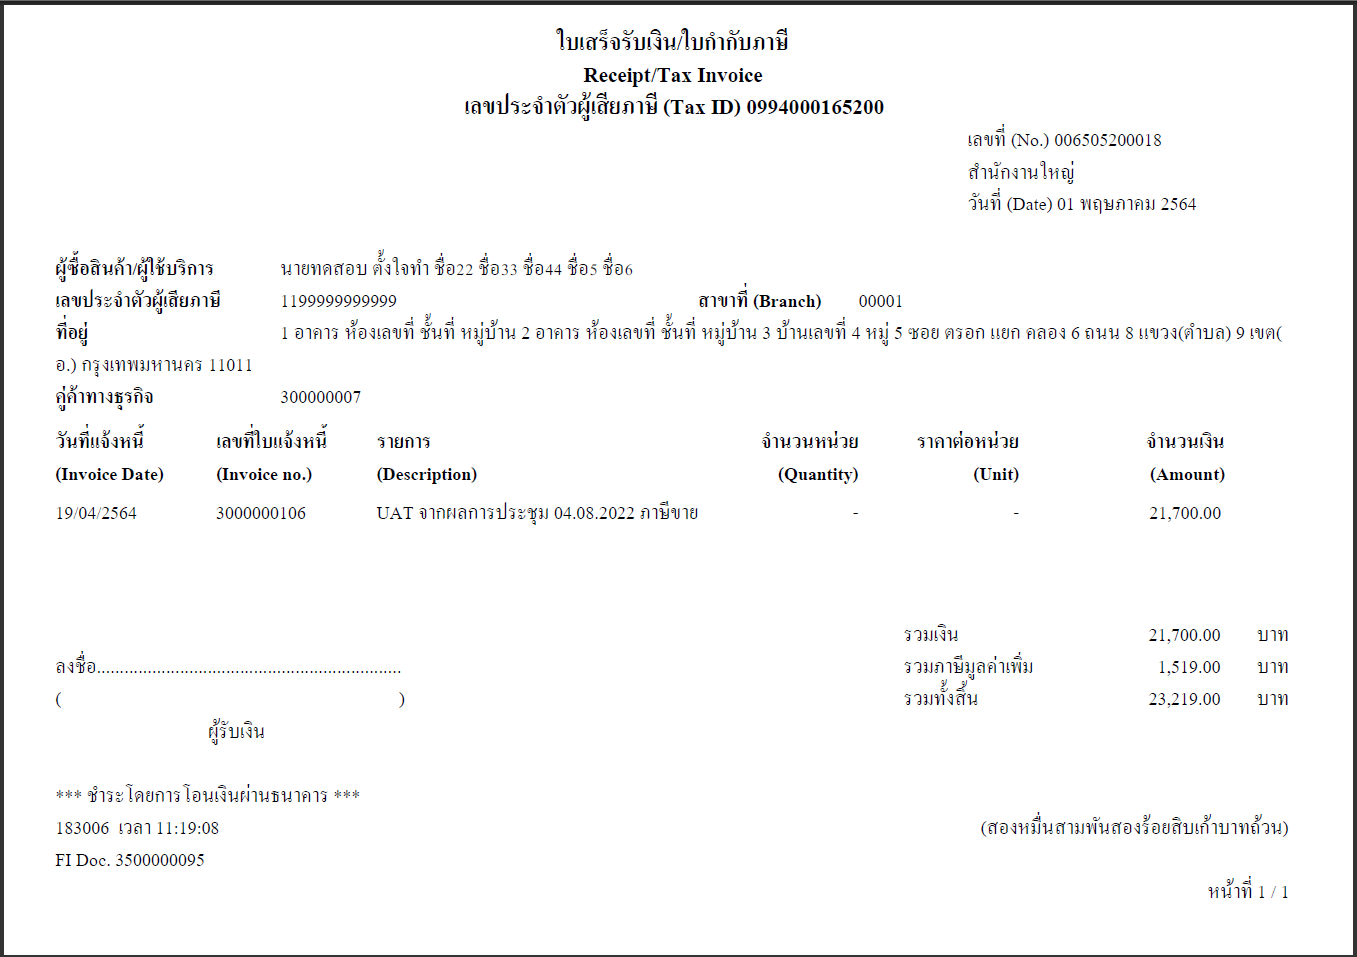 ใบเสร็จรับเงิน/ใบกำกับภาษี
Receipt/Tax Invoice
เลขประจำตัวผู้เสียภาษี (Tax ID) 0994000165200
เลขที่ (No.) 006505200018
สำนักงานใหญ่
วันที่ (Date) 01 พฤษภาคม 2564
ผู้ซื้อสินค้า/ผู้ใช้บริการ นายทดสอบ ตั้งใจทำ ชื่อ22 ชื่อ33 ชื่อ44 ชื่อ5 ชื่อ6
เลขประจำตัวผู้เสียภาษี 1199999999999 สาขาที่ (Branch) 00001
ที่อยู่ 1 อาคาร ห้องเลขที่ ชั้นที่ หมู่บ้าน 2 อาคาร ห้องเลขที่ ชั้นที่ หมู่บ้าน 3 บ้านเลขที่ 4 หมู่ 5 ซอย ตรอก แยก คลอง 6 ถนน 8 แขวง(ตำบล) 9 เขต(
อ.) กรุงเทพมหานคร 11011
คู่ค้าทางธุรกิจ 300000007
วันที่แจ้งหนี้ เลขที่ใบแจ้งหนี้ รายการ จำนวนหน่วย ราคาต่อหน่วย จำนวนเงิน
(Invoice Date) (Invoice no.) (Description) (Quantity) (Unit) (Amount)
19/04/2564 3000000106 UAT จากผลการประชุม 04.08.2022 ภาษีขาย - - 21,700.00
รวมเงิน 21,700.00 บาท
ลงชื่อ.................................................................. รวมภาษีมูลค่าเพิ่ม 1,519.00 บาท
( ) รวมทั้งสิ้น 23,219.00 บาท
ผู้รับเงิน
*** ชำระโดยการโอนเงินผ่านธนาคาร ***
183006 เวลา 11:19:08 (สองหมื่นสามพันสองร้อยสิบเก้าบาทถ้วน)
FI Doc. 3500000095
หน้าที่ 1 / 1